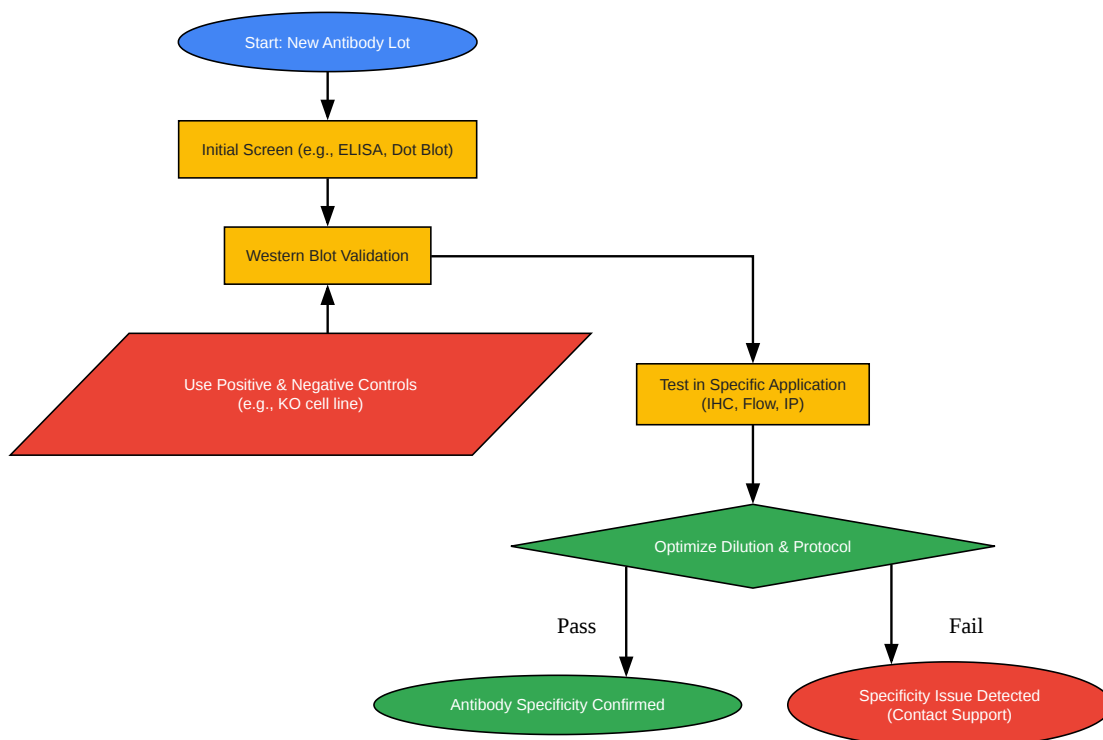 Start: New Antibody Lot
Initial Screen (e.g., ELISA, Dot Blot)
Western Blot Validation
Use Positive & Negative Controls
(e.g., KO cell line)
Test in Specific Application
(IHC, Flow, IP)
Optimize Dilution & Protocol
Pass
Fail
Antibody Specificity Confirmed
Specificity Issue Detected
(Contact Support)